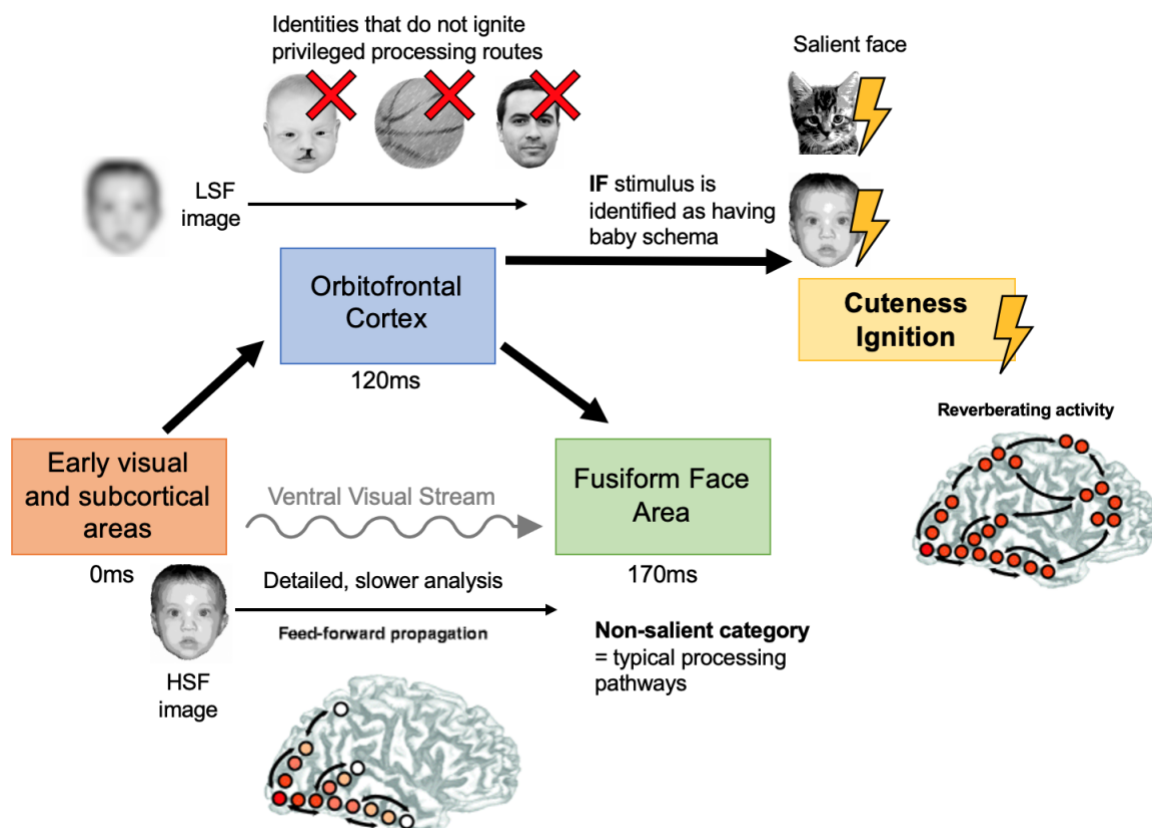 Identities that do not ignite
privileged processing routes
Salient face
LSF
image
IF stimulus is
identified as having
baby schema
Orbitofrontal
Cortex
120ms
Cuteness
Ignition
Reverberating activity
Early visual
and subcortical
areas
0ms
Ventral Visual Stream
Fusiform Face
Area
170ms
Detailed, slower analysis
Feed-forward propagation
HSF
image
Non-salient category
= typical processing
pathways